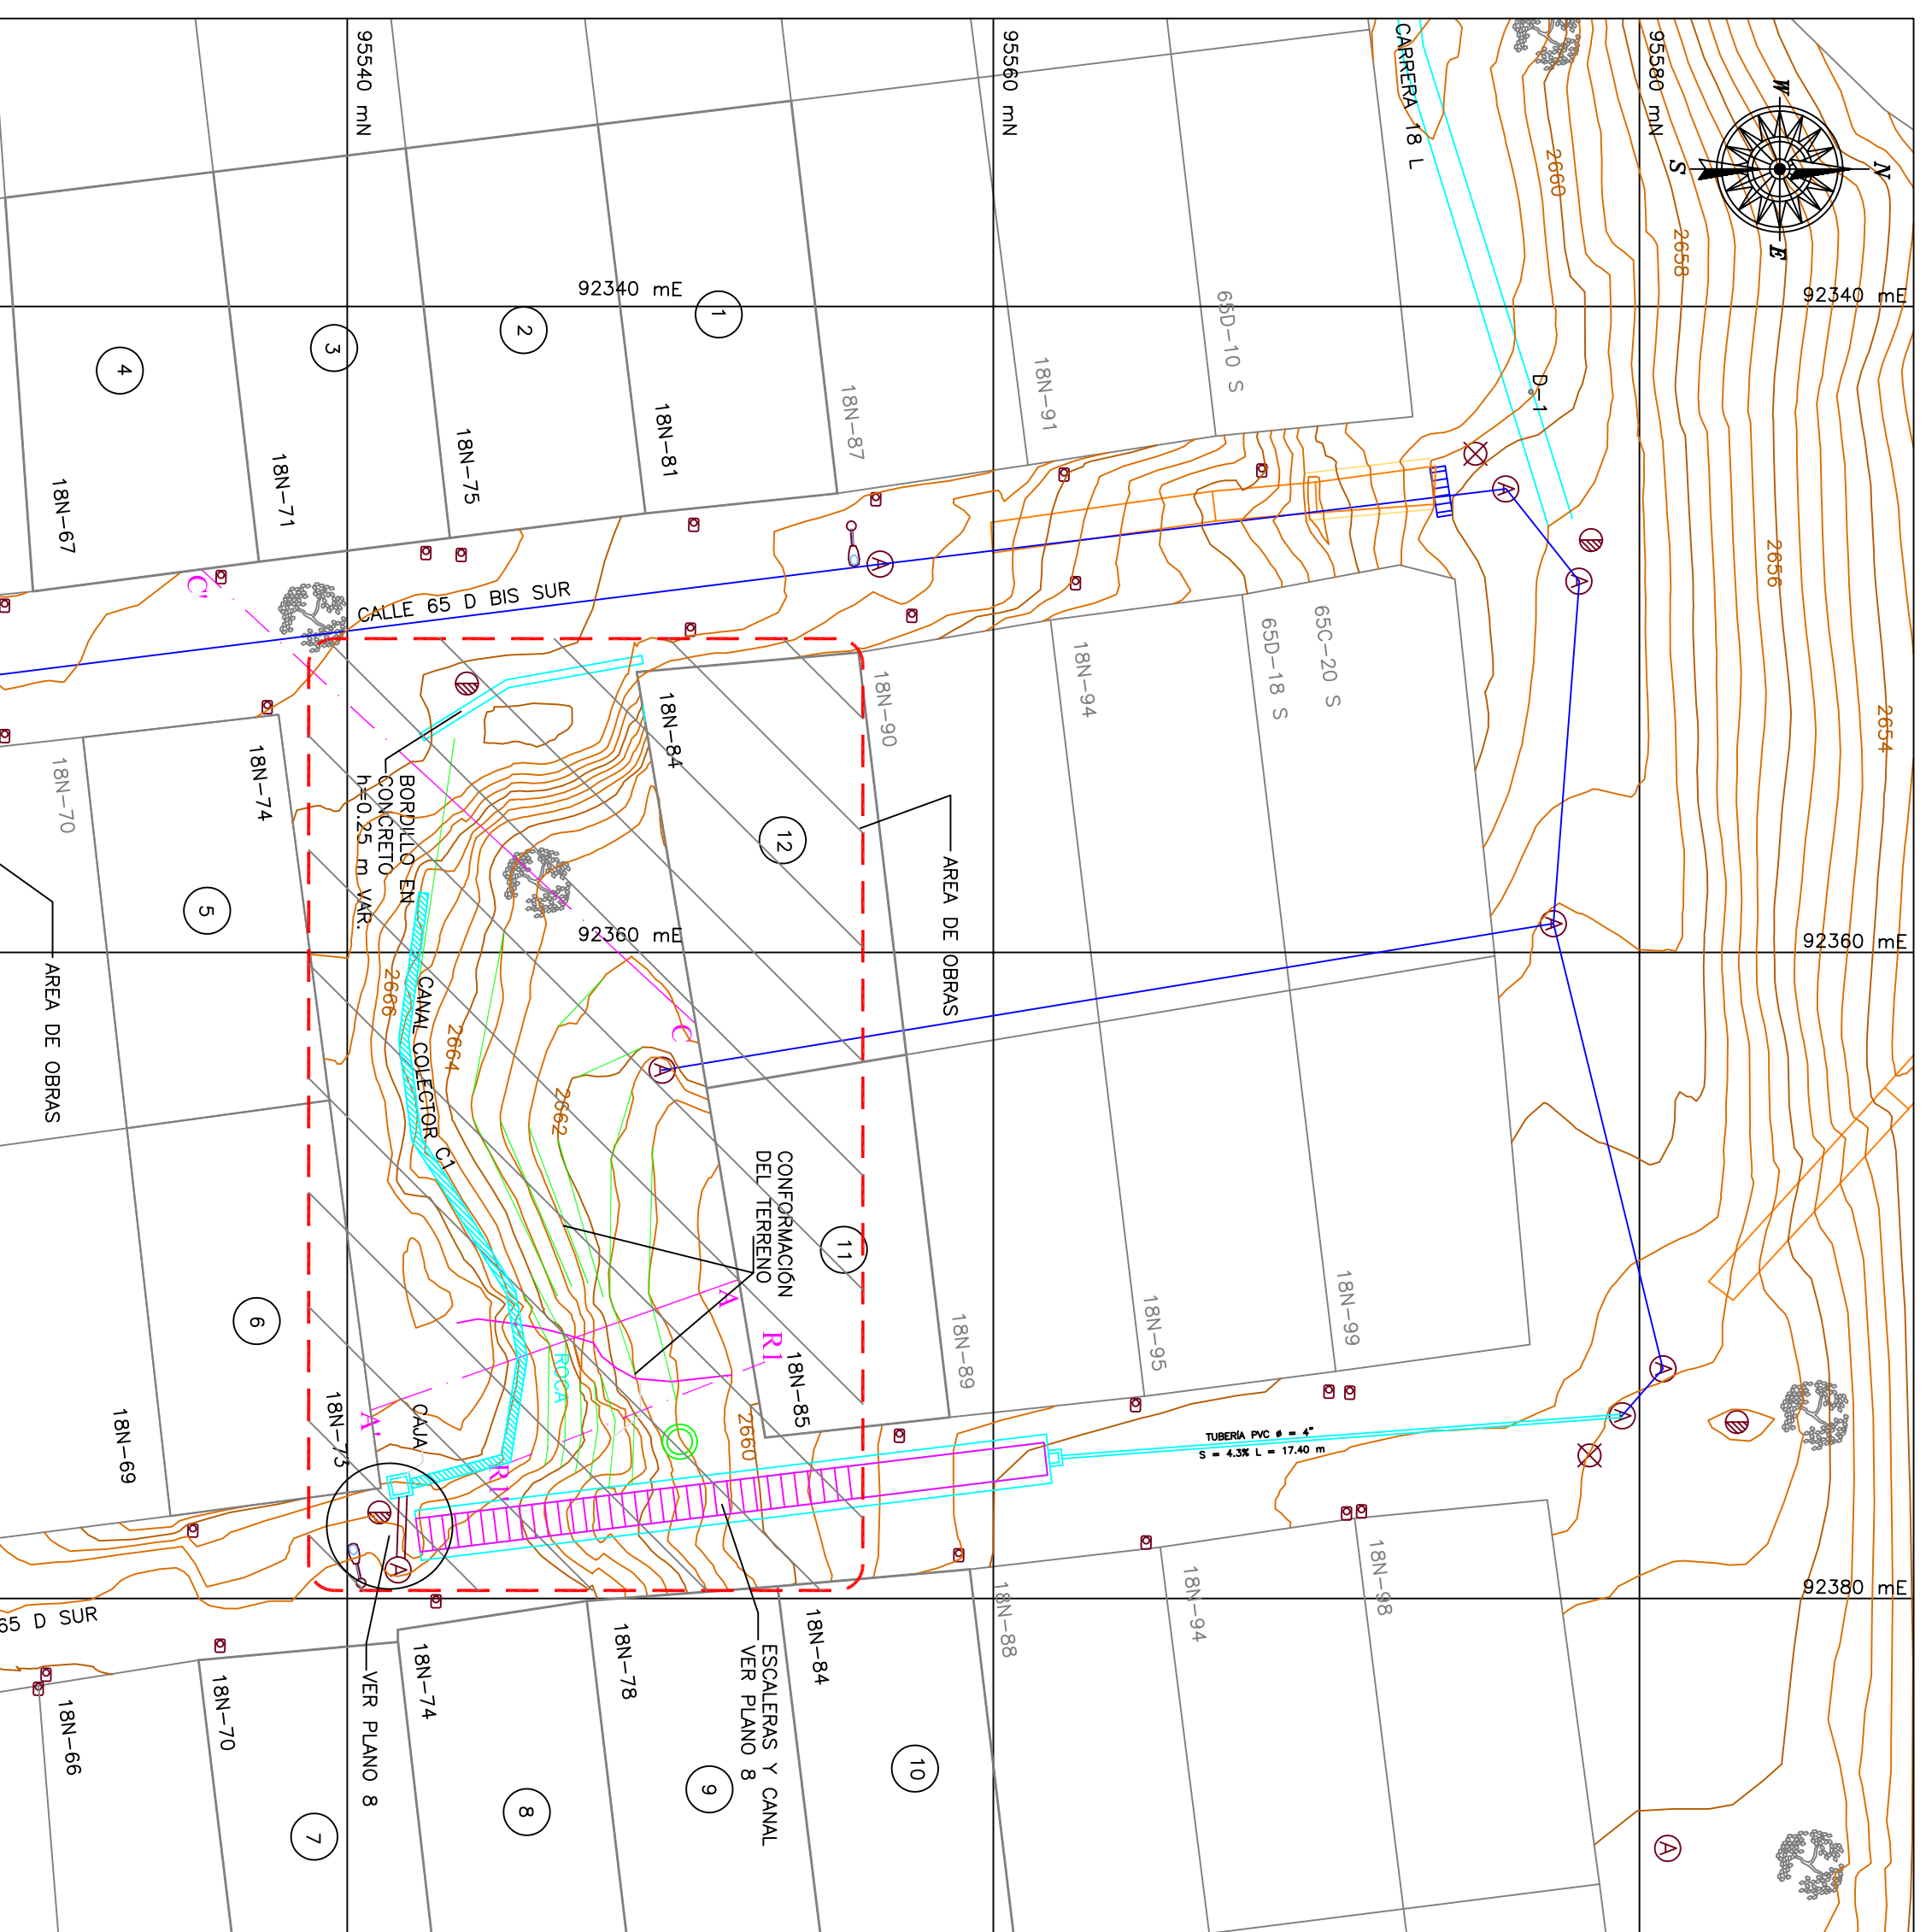 95540 mN
95560 mN
95580 mN
CARRERA 18 L
W
N
S
E
2660
2658
2656
2654
92340 mE
92340 mE
1
2
3
4
65D-10 S
18N-91
18N-87
18N-81
18N-75
18N-71
18N-67
D-1
A
A
A
C'
CALLE 65 D BIS SUR
18N-84
18N-90
18N-94
65D-18 S
65C-20 S
18N-74
18N-70
BORDILLO EN
CONCRETO
h=0.25 m VAR.
12
5
AREA DE OBRAS
AREA DE OBRAS
92360 mE
92360 mE
A
2666
2664
2662
CANAL COLECTOR C1
C
A
CONFORMACIÓN
DEL TERRENO
11
6
A
R1
18N-85
18N-89
18N-95
18N-99
ROCA
CAJA
A'
R1
18N-73
18N-69
2660
TUBERÍA PVC ø = 4"
S = 4.3% L = 17.40 m
A
A
A
92380 mE
65 D SUR
18N-66
18N-70
18N-74
18N-78
18N-84
18N-88
18N-94
18N-98
VER PLANO 8
ESCALERAS Y CANAL
VER PLANO 8
7
8
9
10
A